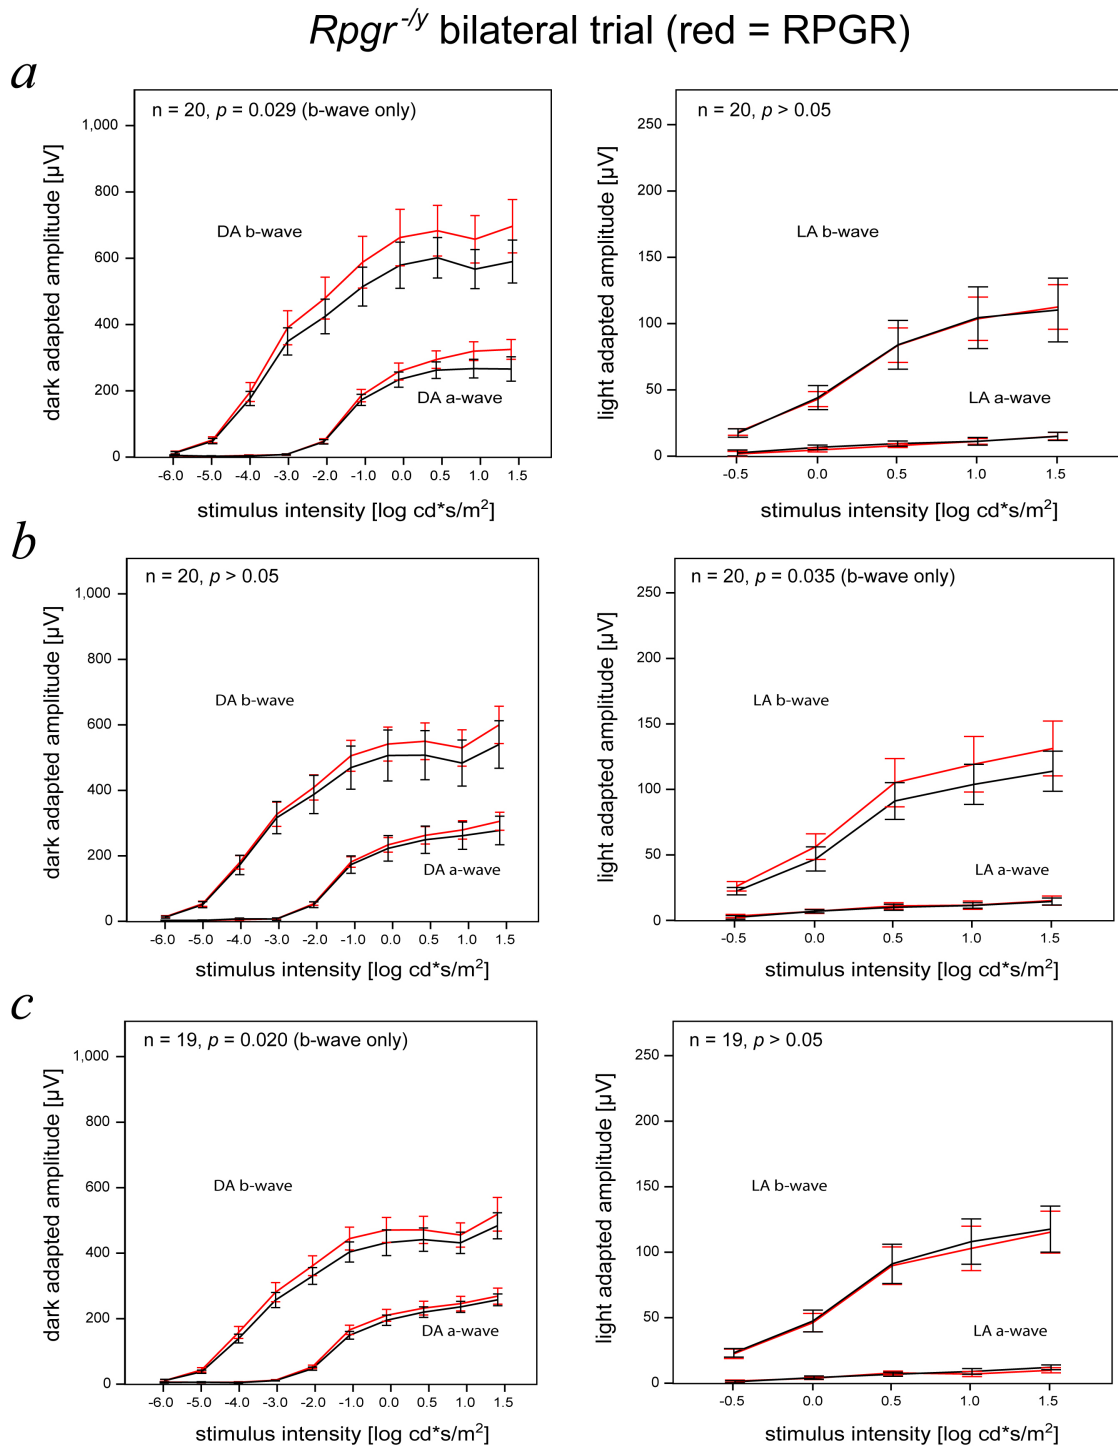 Rpgr -/y bilateral trial (red = RPGR)
a
n = 20, p = 0.029 (b-wave only)
1,000
800
600
400
200
0
dark adapted amplitude [µV]
DA b-wave
DA a-wave
-6.0 -5.0 -4.0 -3.0 -2.0 -1.0 0.0 0.5 1.0 1.5
stimulus intensity [log cd*s/m²]
n = 20, p > 0.05
250
200
150
100
50
0
light adapted amplitude [µV]
LA b-wave
LA a-wave
-0.5 0.0 0.5 1.0 1.5
stimulus intensity [log cd*s/m²]
b
n = 20, p > 0.05
1,000
800
600
400
200
0
dark adapted amplitude [µV]
DA b-wave
DA a-wave
-6.0 -5.0 -4.0 -3.0 -2.0 -1.0 0.0 0.5 1.0 1.5
stimulus intensity [log cd*s/m²]
n = 20, p = 0.035 (b-wave only)
250
200
150
100
50
0
light adapted amplitude [µV]
LA b-wave
LA a-wave
-0.5 0.0 0.5 1.0 1.5
stimulus intensity [log cd*s/m²]
c
n = 19, p = 0.020 (b-wave only)
1,000
800
600
400
200
0
dark adapted amplitude [µV]
DA b-wave
DA a-wave
-6.0 -5.0 -4.0 -3.0 -2.0 -1.0 0.0 0.5 1.0 1.5
stimulus intensity [log cd*s/m²]
n = 19, p > 0.05
250
200
150
100
50
0
light adapted amplitude [µV]
LA b-wave
LA a-wave
-0.5 0.0 0.5 1.0 1.5
stimulus intensity [log cd*s/m²]